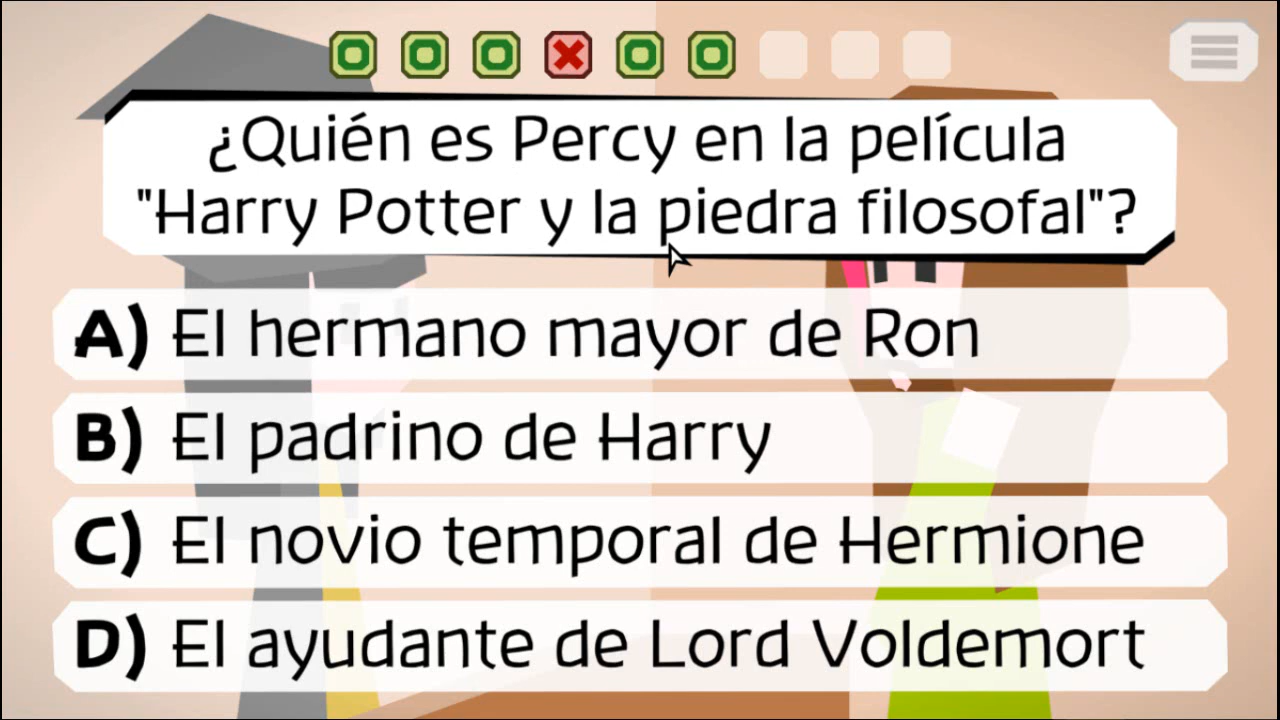 ¿Quién es Percy en la película
"Harry Potter y la piedra filosofal"?
A) El hermano mayor de Ron
B) El padrino de Harry
C) El novio temporal de Hermione
D) El ayudante de Lord Voldemort